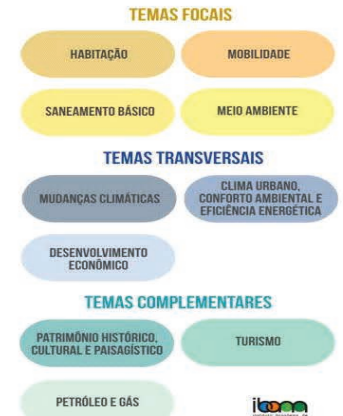 TEMAS FOCAIS
HABITAÇÃO
MOBILIDADE
SANEAMENTO BÁSICO
MEIO AMBIENTE
TEMAS TRANSVERSAIS
MUDANÇAS CLIMÁTICAS
CLIMA URBANO,
CONFORTO AMBIENTAL E
EFICIÊNCIA ENERGÉTICA
DESENVOLVIMENTO
ECONÔMICO
TEMAS COMPLEMENTARES
PATRIMÔNIO HISTÓRICO,
CULTURAL E PAISAGÍSTICO
TURISMO
PETRÓLEO E GÁS